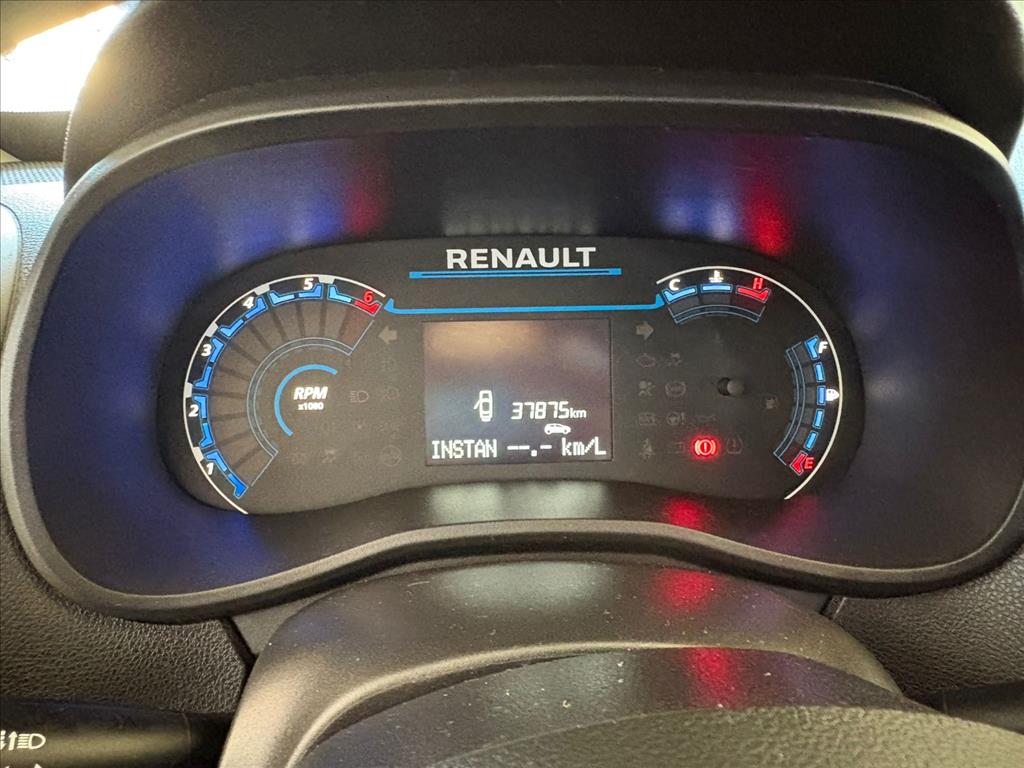 RENAULT
5
4
6
3
2
1
RPM
x1000
C
H
F
E
37875km
INSTAN --.- km/L